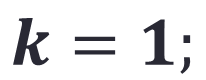 k = 1;